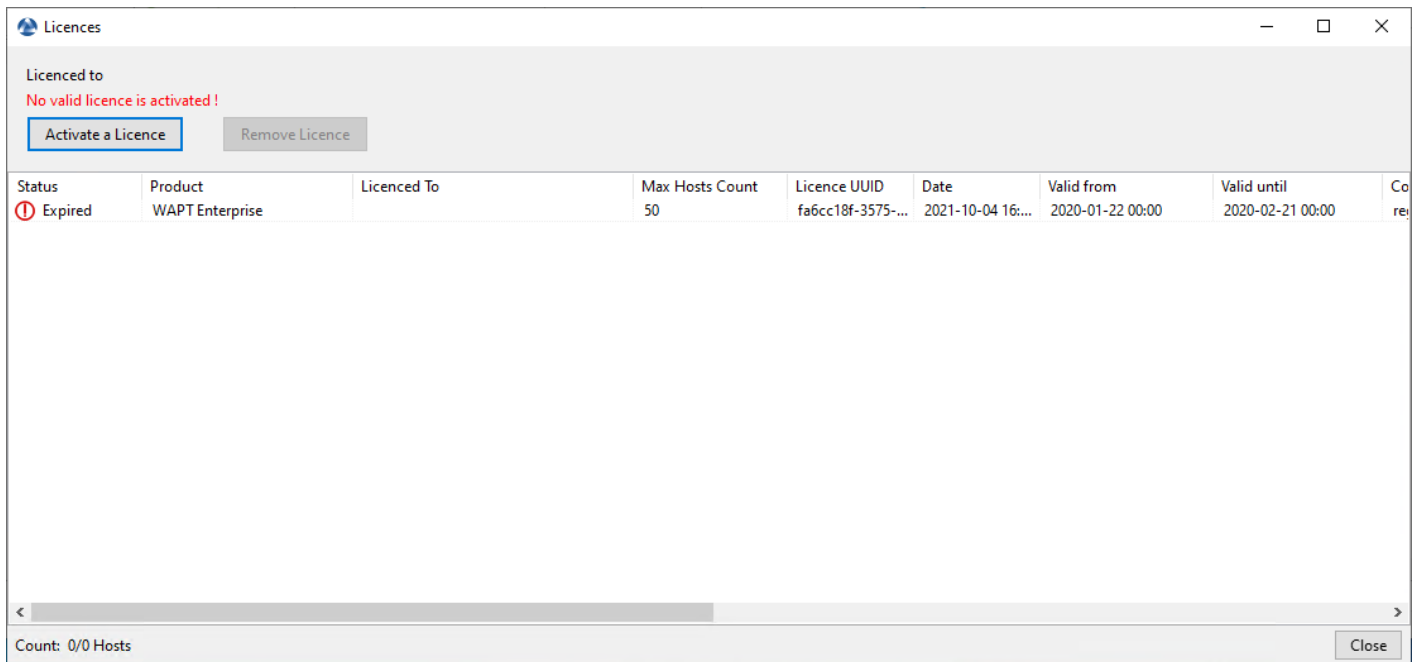 Licences
Licenced to
No valid licence is activated !
Activate a Licence Remove Licence
Status Product Licenced To Max Hosts Count Licence UUID Date Valid from Valid until Co
Expired WAPT Enterprise 50 fa6cc18f-3575-... 2021-10-04 16:... 2020-01-22 00:00 2020-02-21 00:00
Count: 0/0 Hosts Close